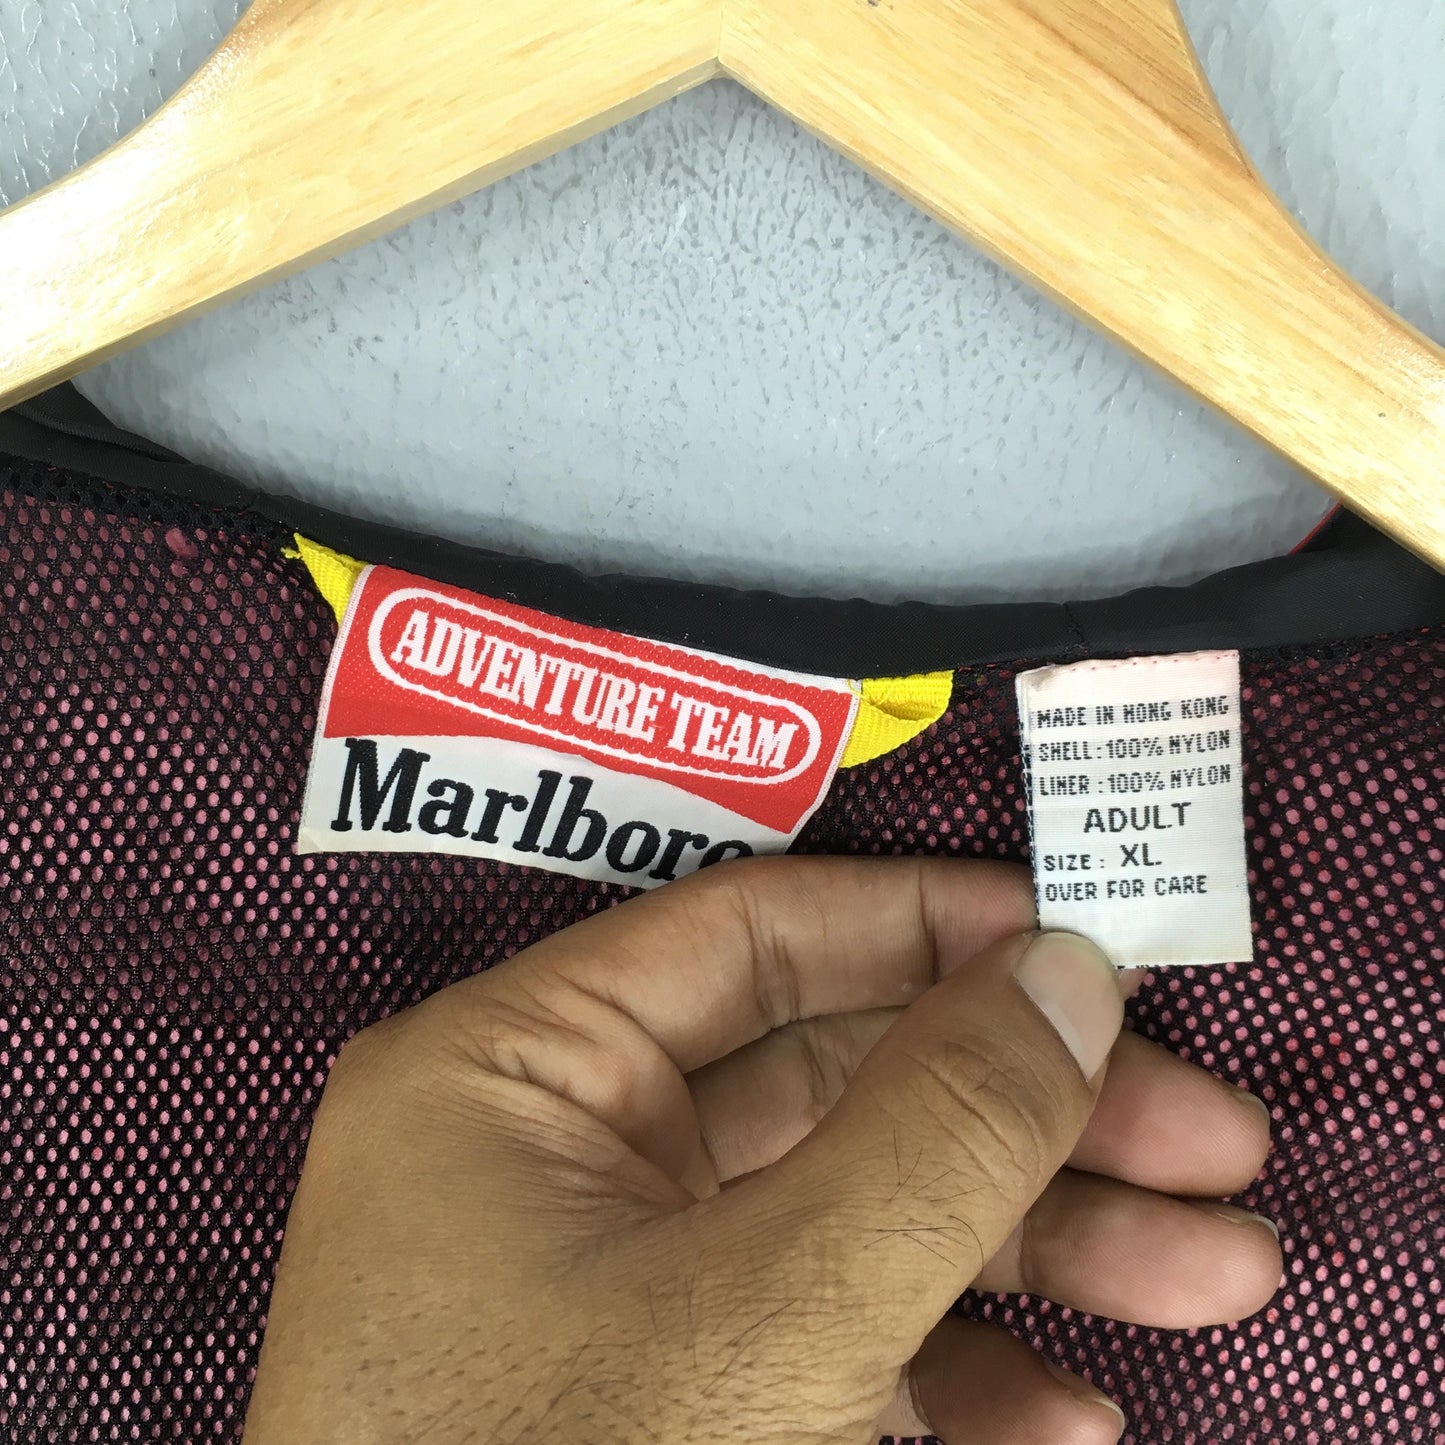 ADVENTURE TEAM
Marlboro
MADE IN HONG KONG
SHELL : 100% NYLON
LINER : 100% NYLON
ADULT
SIZE : XL.
OVER FOR CARE